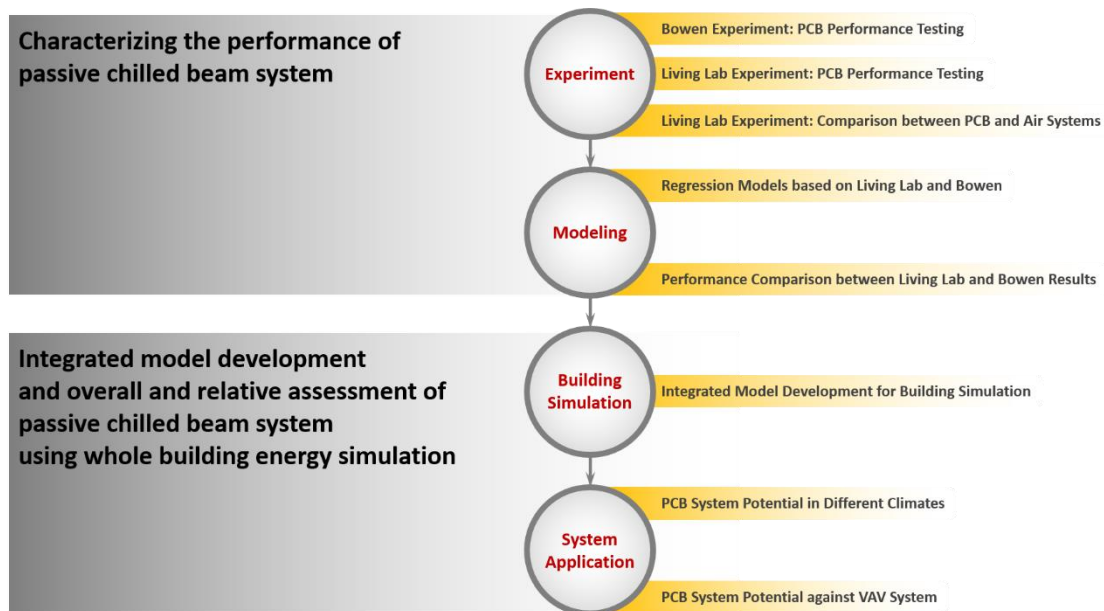 Characterizing the performance of
passive chilled beam system
Experiment
Bowen Experiment: PCB Performance Testing
Living Lab Experiment: PCB Performance Testing
Living Lab Experiment: Comparison between PCB and Air Systems
Modeling
Regression Models based on Living Lab and Bowen
Performance Comparison between Living Lab and Bowen Results
Integrated model development
and overall and relative assessment of
passive chilled beam system
using whole building energy simulation
Building
Simulation
Integrated Model Development for Building Simulation
System
Application
PCB System Potential in Different Climates
PCB System Potential against VAV System